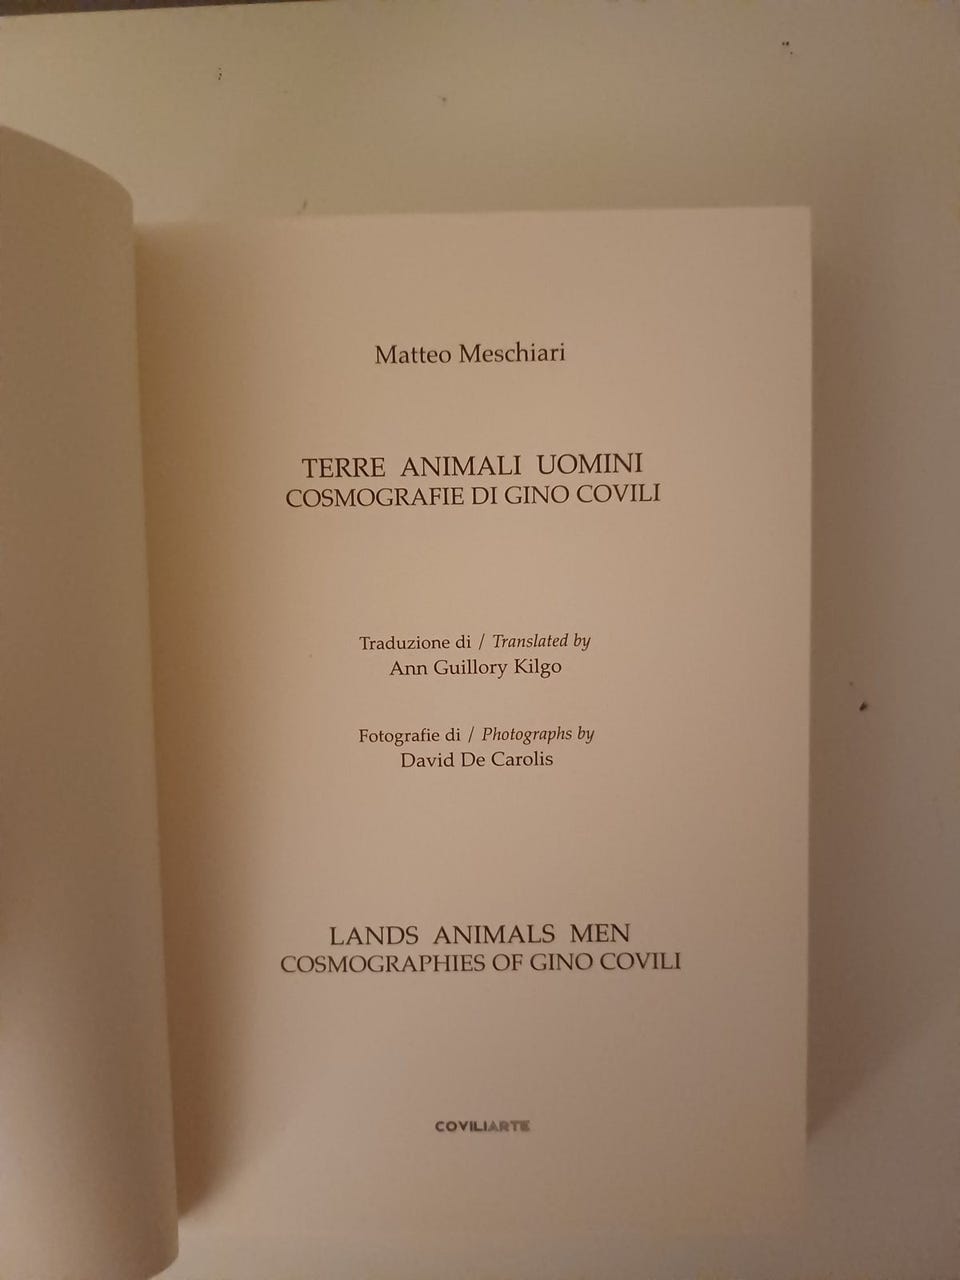 Matteo Meschiari
TERRE ANIMALI UOMINI
COSMOGRAFIE DI GINO COVILI
Traduzione di / Translated by
Ann Guillory Kilgo
Fotografie di / Photographs by
David De Carolis
LANDS ANIMALS MEN
COSMOGRAPHIES OF GINO COVILI
COVILIARTE